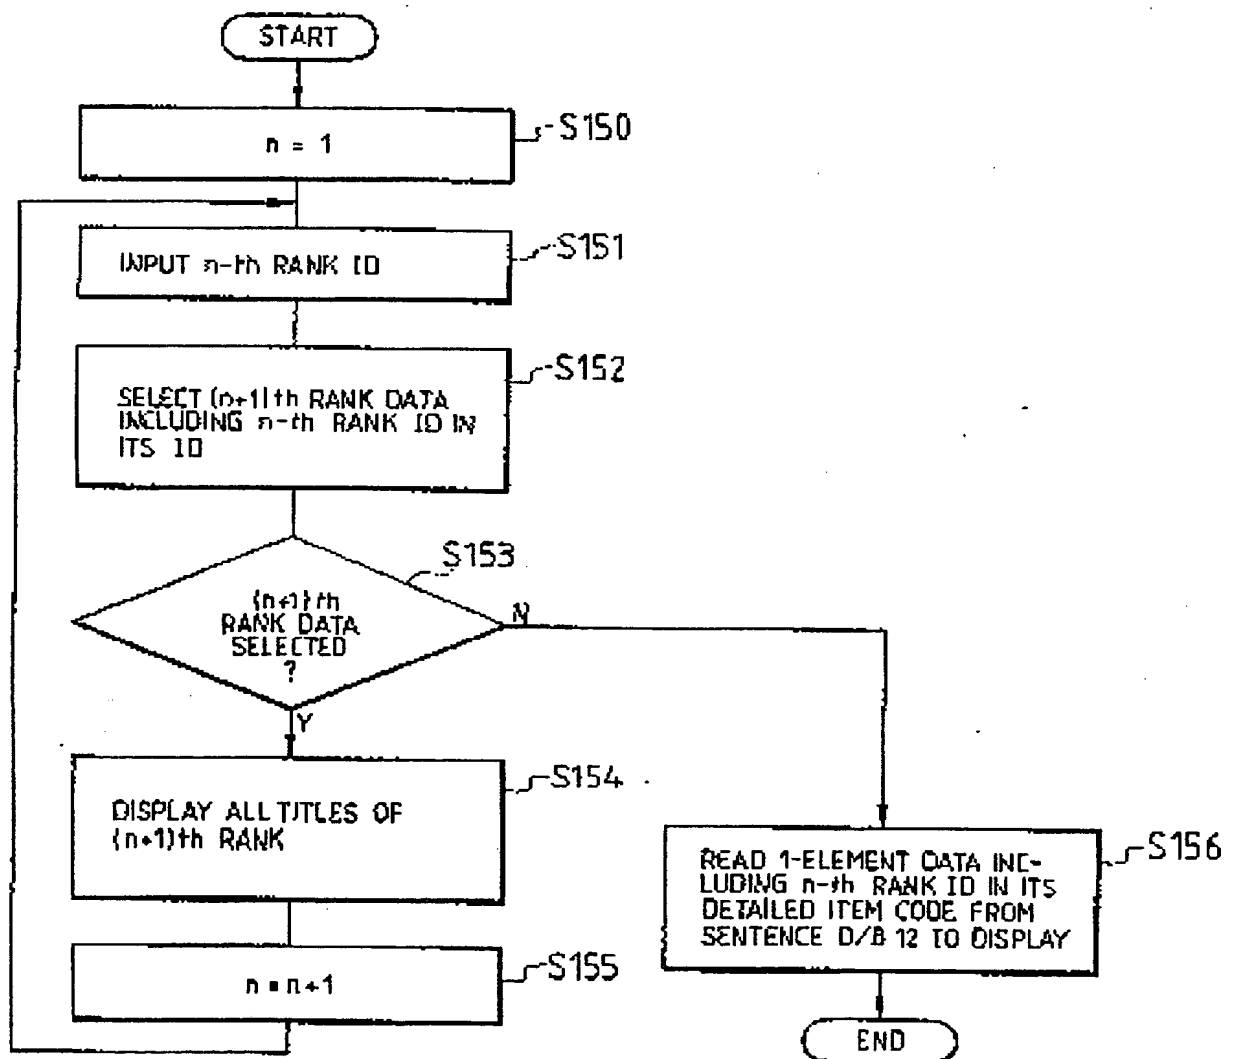 START
n = 1
S150
INPUT n-th RANK ID
S151
SELECT (n+1)th RANK DATA
INCLUDING n-th RANK ID IN
ITS ID
S152
(n+1)th
RANK DATA
SELECTED
?
S153
N
Y
DISPLAY ALL TITLES OF
(n+1)th RANK
S154
n = n+1
S155
READ 1-ELEMENT DATA INC-
LUDING n-th RANK ID IN ITS
DETAILED ITEM CODE FROM
SENTENCE D/B 12 TO DISPLAY
S156
END